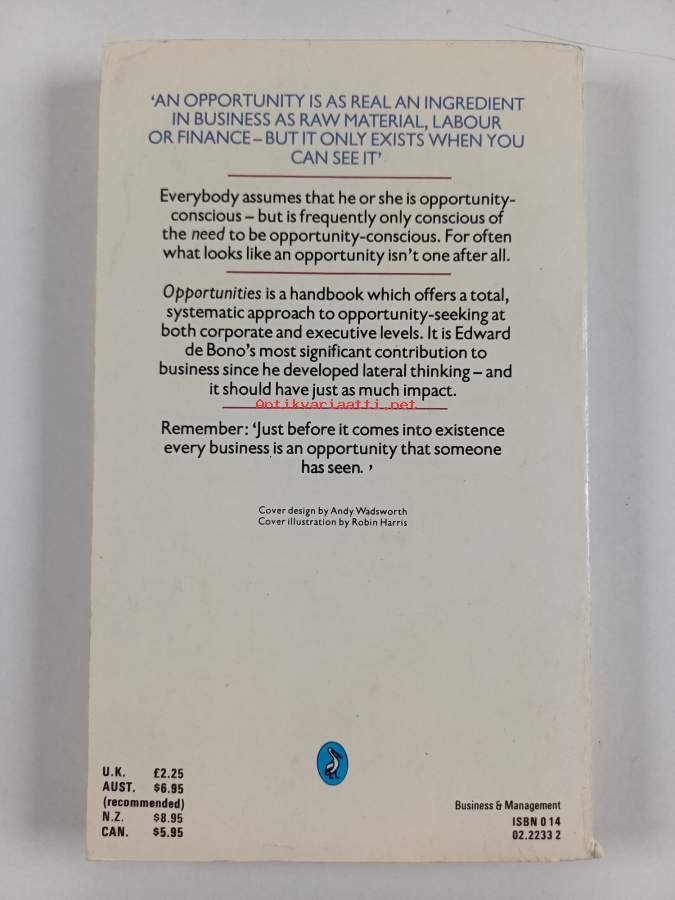 ‘AN OPPORTUNITY IS AS REAL AN INGREDIENT
IN BUSINESS AS RAW MATERIAL, LABOUR
OR FINANCE – BUT IT ONLY EXISTS WHEN YOU
CAN SEE IT’
Everybody assumes that he or she is opportunity-
conscious – but is frequently only conscious of
the need to be opportunity-conscious. For often
what looks like an opportunity isn’t one after all.
Opportunities is a handbook which offers a total,
systematic approach to opportunity-seeking at
both corporate and executive levels. It is Edward
de Bono’s most significant contribution to
business since he developed lateral thinking – and
it should have just as much impact.
Antikvariaatti.net
Remember: ‘Just before it comes into existence
every business is an opportunity that someone
has seen. ’
Cover design by Andy Wadsworth
Cover illustration by Robin Harris
U.K. £2.25
AUST. $6.95
(recommended)
N.Z. $8.95
CAN. $5.95
Business & Management
ISBN 0 14
02.2233 2